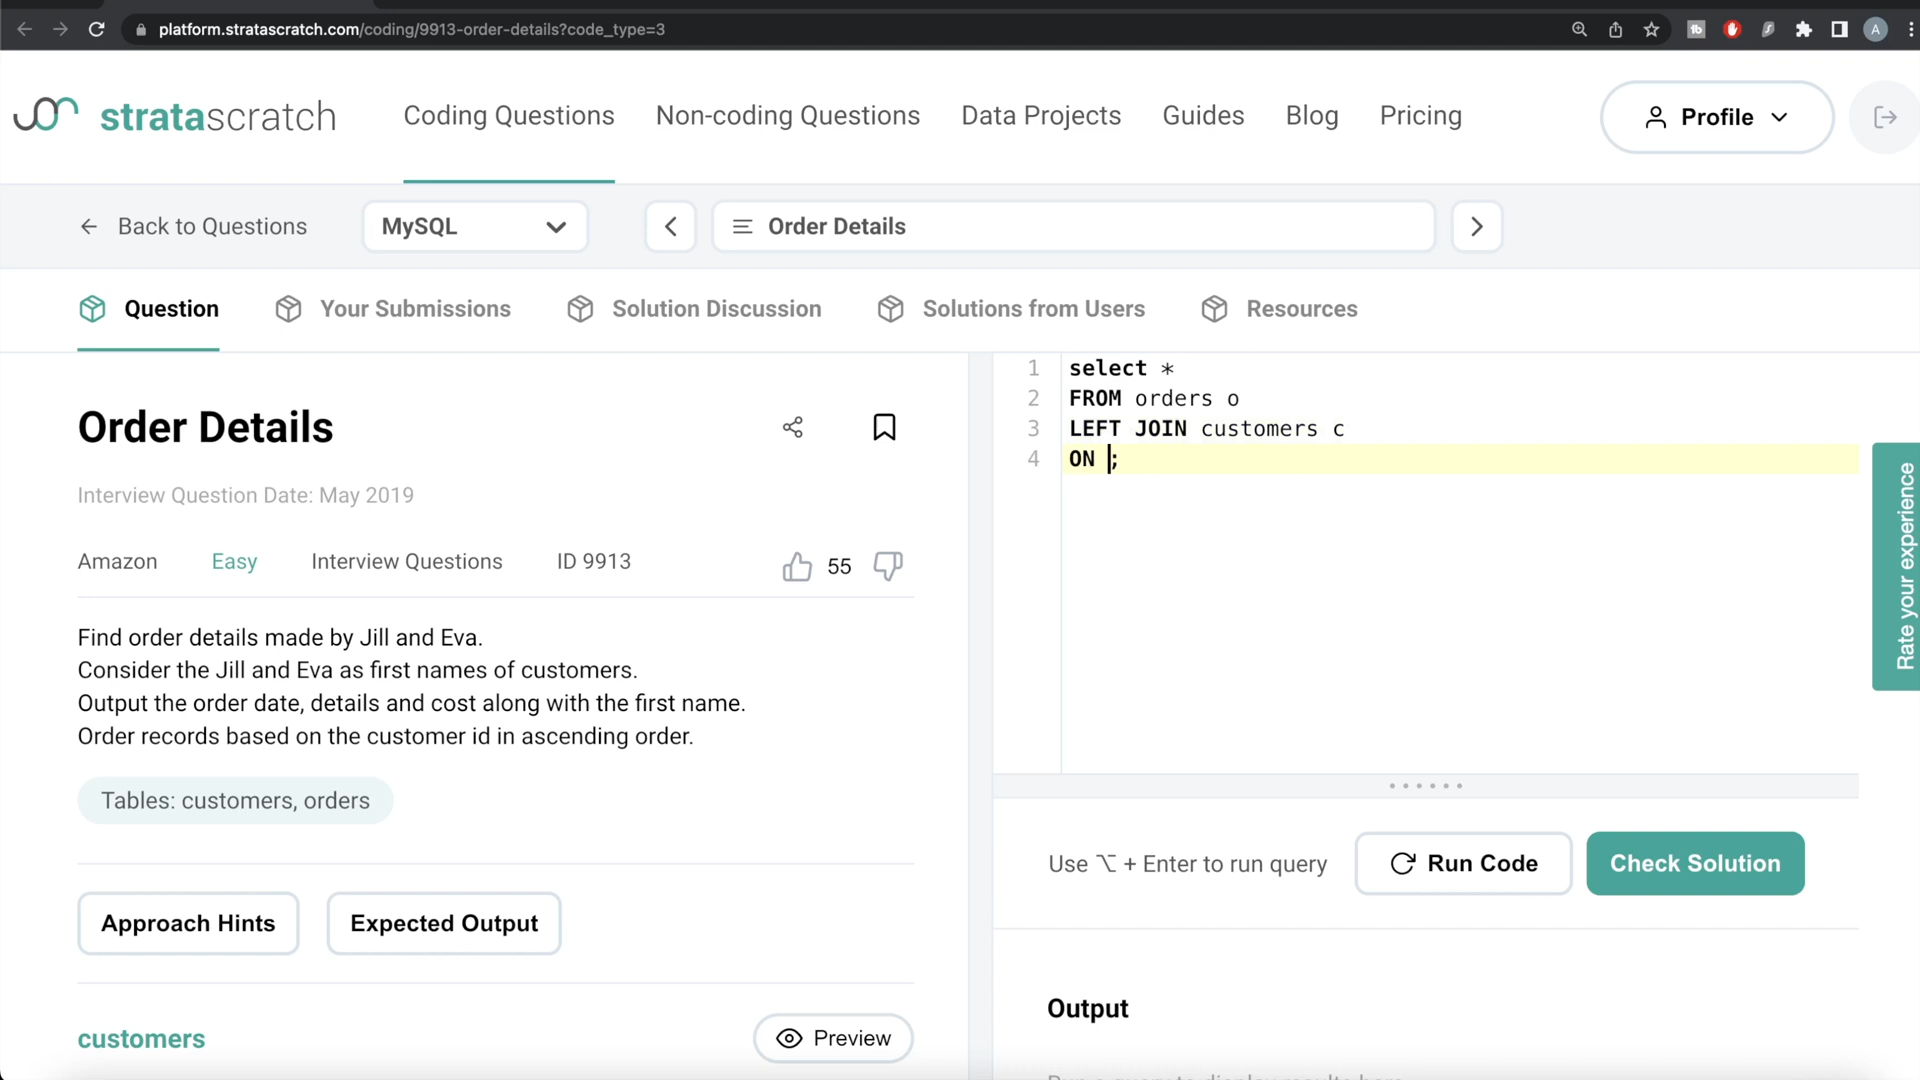 platform.stratascratch.com/coding/9913-order-details?code_type=3
A
stratascratch
Coding Questions
Non-coding Questions
Data Projects
Guides
Blog
Pricing
Profile
Back to Questions
MySQL
Order Details
Question
Your Submissions
Solution Discussion
Solutions from Users
Resources
Order Details
Interview Question Date: May 2019
Amazon Easy Interview Questions ID 9913 55
Find order details made by Jill and Eva.
Consider the Jill and Eva as first names of customers.
Output the order date, details and cost along with the first name.
Order records based on the customer id in ascending order.
Tables: customers, orders
Approach Hints
Expected Output
customers
Preview
1 select *
2 FROM orders o
3 LEFT JOIN customers c
4 ON ;
Rate your experience
Use ⌥ + Enter to run query
Run Code
Check Solution
Output